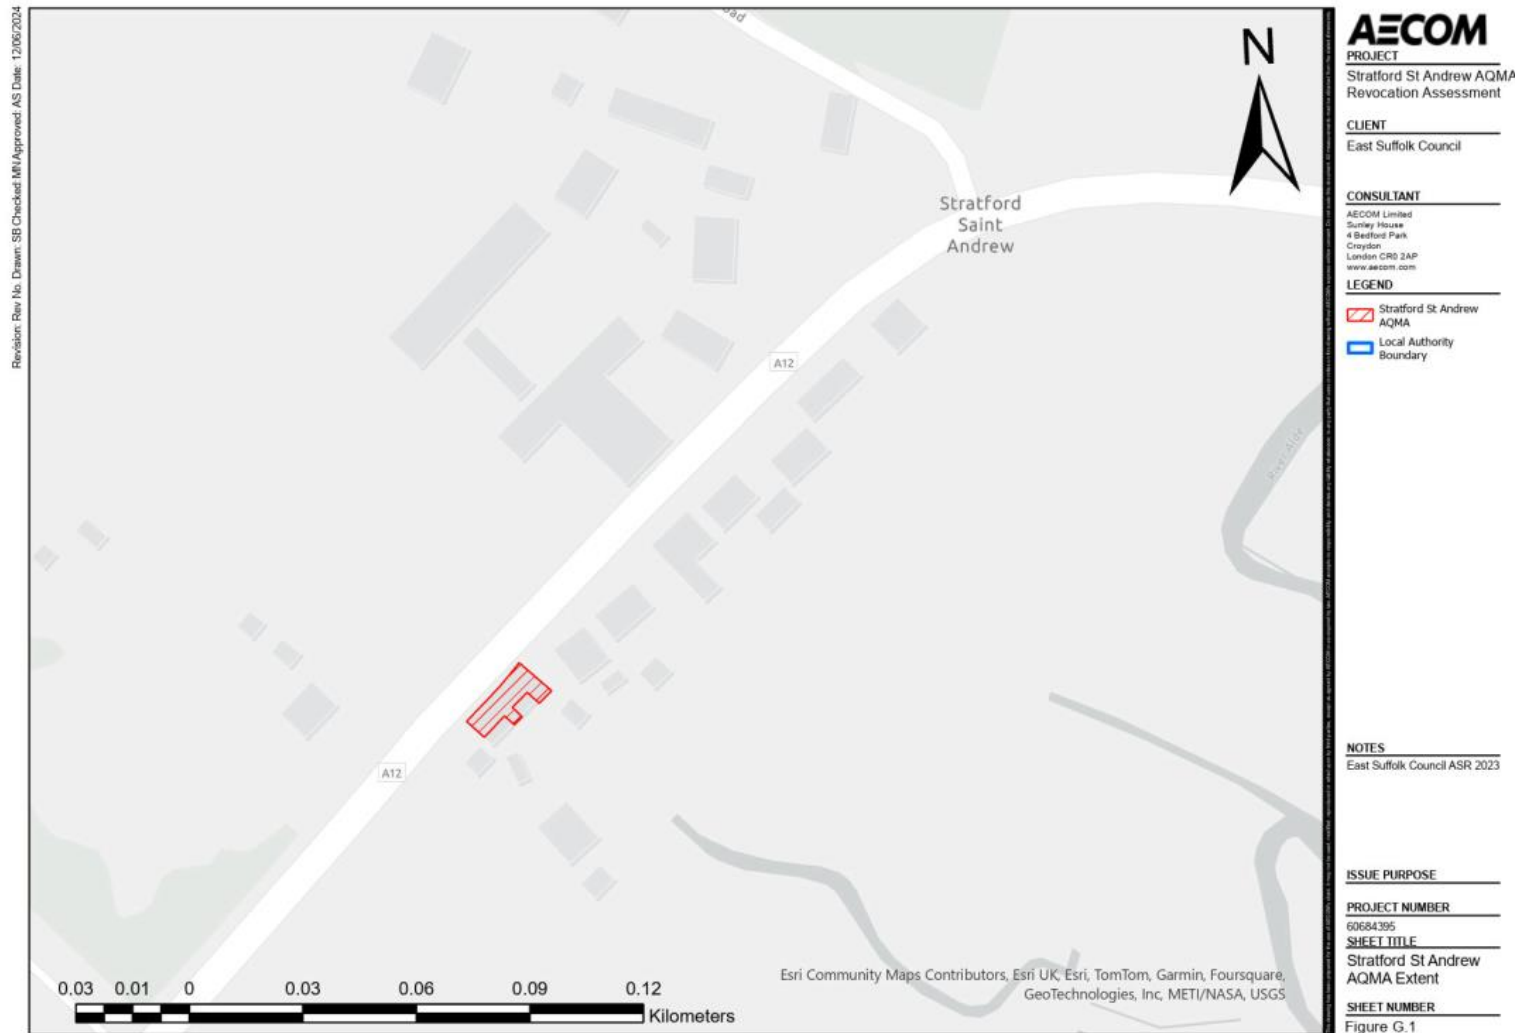 Revision: Rev No. Drawn: SB Checked: MN Approved: AS Date: 12/06/2024
N
Stratford
Saint
Andrew
A12
A12
River Alde
0.03 0.01 0 0.03 0.06 0.09 0.12
Kilometers
Esri Community Maps Contributors, Esri UK, Esri, TomTom, Garmin, Foursquare,
GeoTechnologies, Inc, METI/NASA, USGS
AECOM
PROJECT
Stratford St Andrew AQMA
Revocation Assessment
CLIENT
East Suffolk Council
CONSULTANT
AECOM Limited
Sunley House
4 Bedford Park
Croydon
London CR0 2AP
www.aecom.com
LEGEND
Stratford St Andrew
AQMA
Local Authority
Boundary
NOTES
East Suffolk Council ASR 2023
ISSUE PURPOSE
PROJECT NUMBER
60684395
SHEET TITLE
Stratford St Andrew
AQMA Extent
SHEET NUMBER
Figure G.1